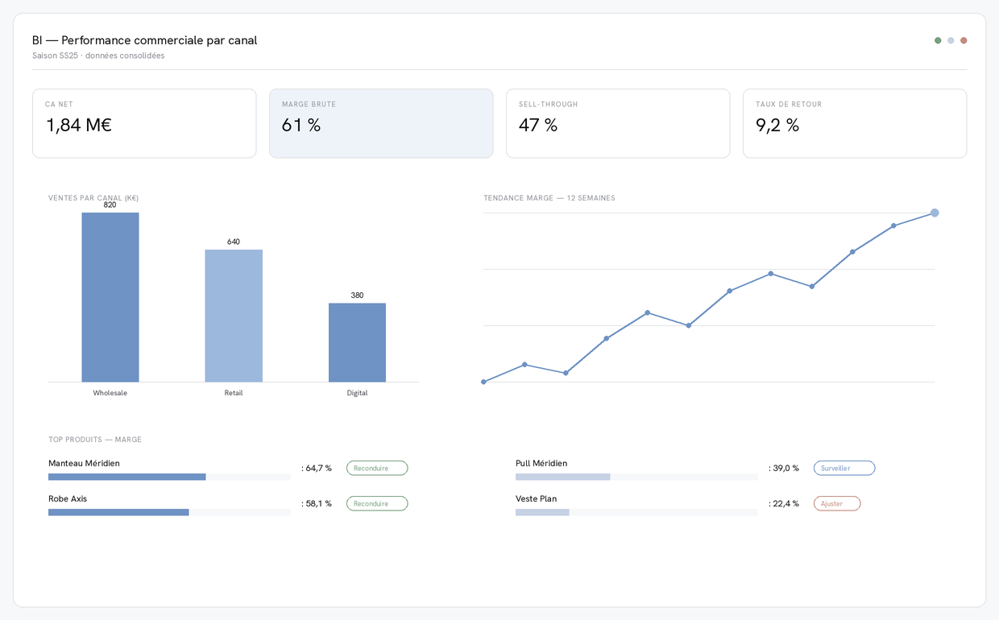 BI — Performance commerciale par canal
Saison SS25 · données consolidées
CA NET
1,84 M€
MARGE BRUTE
61 %
SELL-THROUGH
47 %
TAUX DE RETOUR
9,2 %
VENTES PAR CANAL (K€)
820
640
380
Wholesale
Retail
Digital
TENDANCE MARGE — 12 SEMAINES
TOP PRODUITS — MARGE
Manteau Méridien
: 64,7 %
Reconduire
Robe Axis
: 58,1 %
Reconduire
Pull Méridien
: 39,0 %
Surveiller
Veste Plan
: 22,4 %
Ajuster